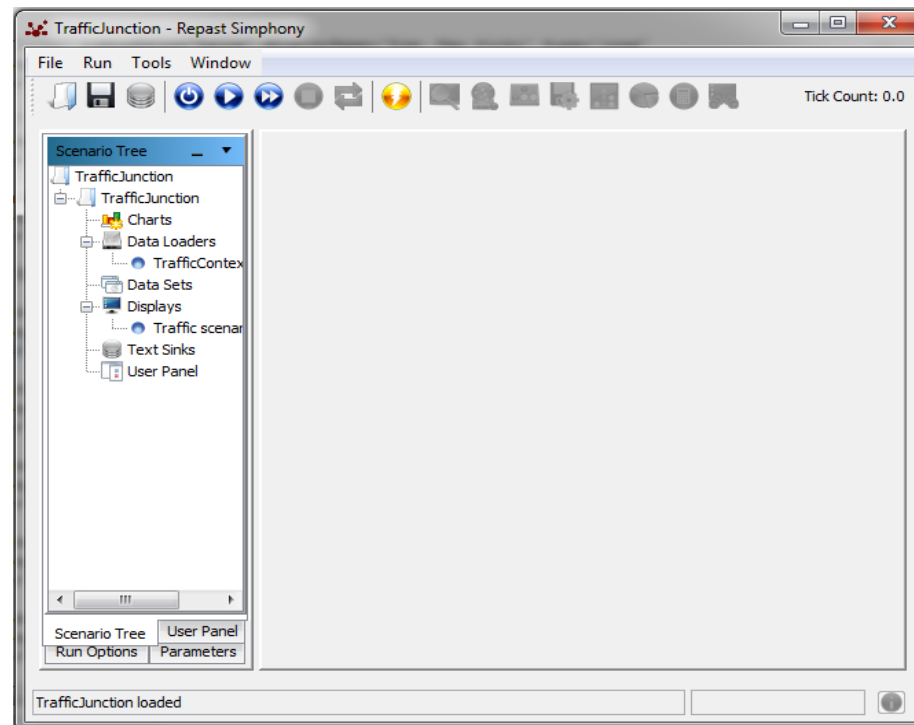 TrafficJunction - Repast Simphony
File Run Tools Window
Tick Count: 0.0
Scenario Tree
TrafficJunction
TrafficJunction
Charts
Data Loaders
TrafficContex
Data Sets
Displays
Traffic scenar
Text Sinks
User Panel
Scenario Tree User Panel
Run Options Parameters
TrafficJunction loaded